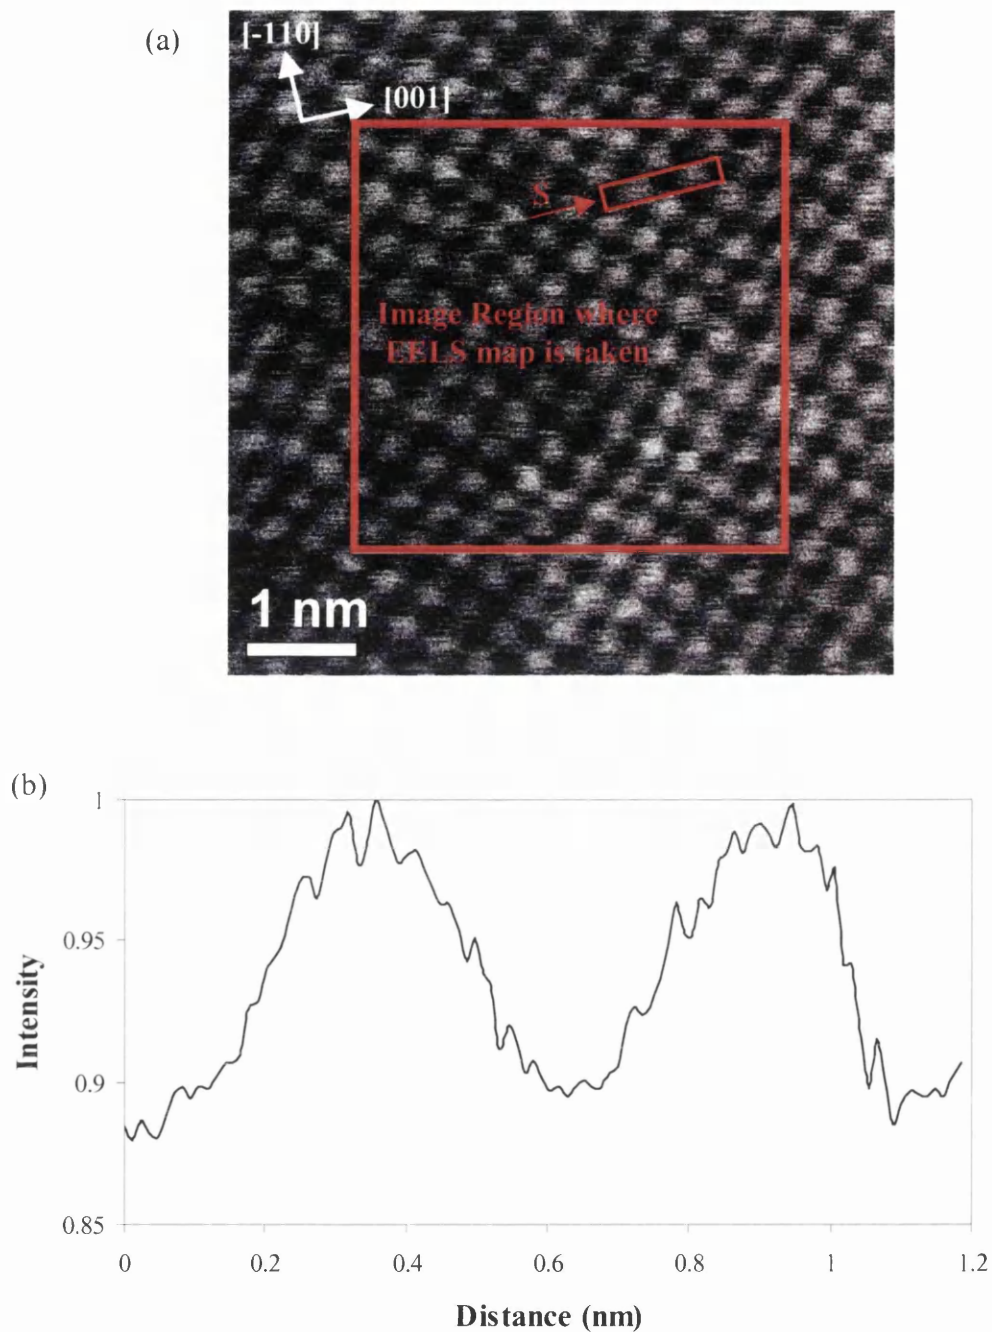 (a)
[-110]
[001]
S
Image Region where
EELS map is taken
1 nm
(b)
Intensity
1
0.95
0.9
0.85
0
0.2
0.4
0.6
0.8
1
1.2
Distance (nm)